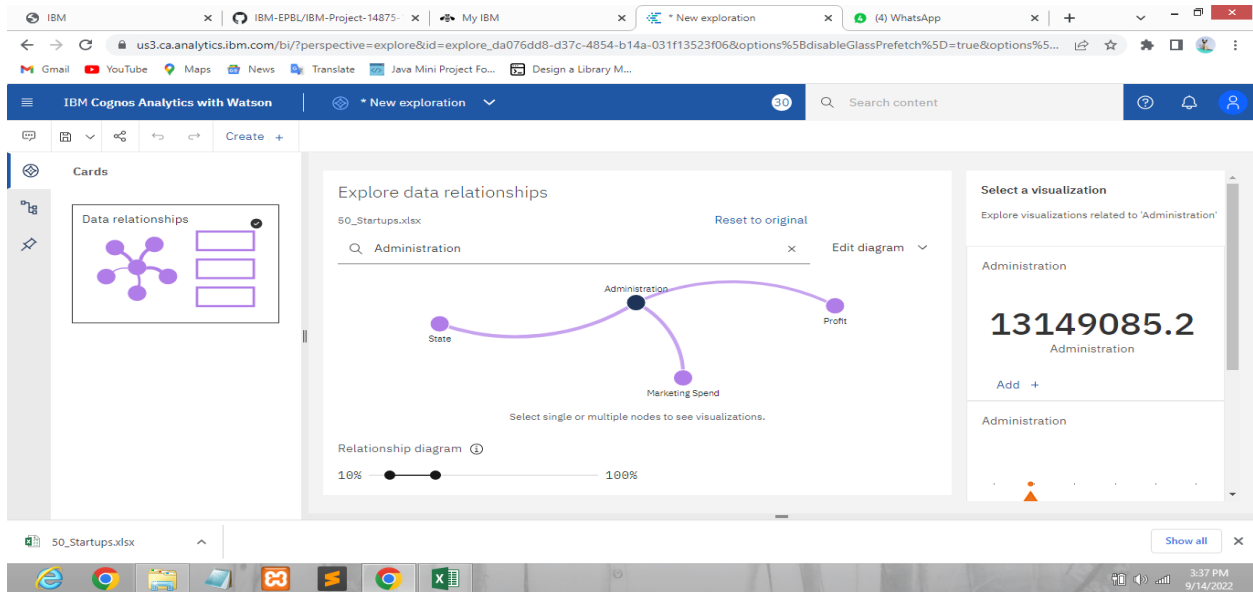 IBM
IBM-EPBL/IBM-Project-14875-
My IBM
* New exploration
(4) WhatsApp
us3.ca.analytics.ibm.com/bi/?perspective=explore&id=explore_da076dd8-d37c-4854-b14a-031f13523f06&options%5BdisableGlassPrefetch%5D=true&options%5...
Gmail YouTube Maps News Translate Java Mini Project Fo... Design a Library M...
IBM Cognos Analytics with Watson
* New exploration
30
Search content
Create +
Cards
Data relationships
Explore data relationships
50_Startups.xlsx
Reset to original
Administration
Edit diagram
Administration
State
Profit
Marketing Spend
Select single or multiple nodes to see visualizations.
Relationship diagram
10%
100%
Select a visualization
Explore visualizations related to 'Administration'
Administration
13149085.2
Administration
Add +
Administration
50_Startups.xlsx
Show all
3:37 PM
9/14/2022